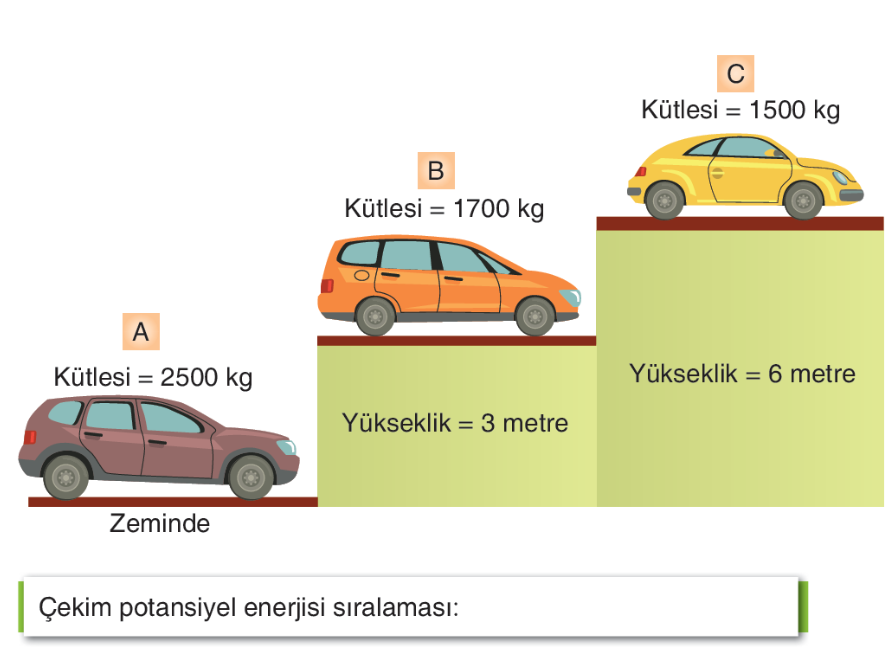 C
Kütlesi = 1500 kg
B
Kütlesi = 1700 kg
A
Kütlesi = 2500 kg
Yükseklik = 6 metre
Yükseklik = 3 metre
Zeminde
Çekim potansiyel enerjisi sıralaması: